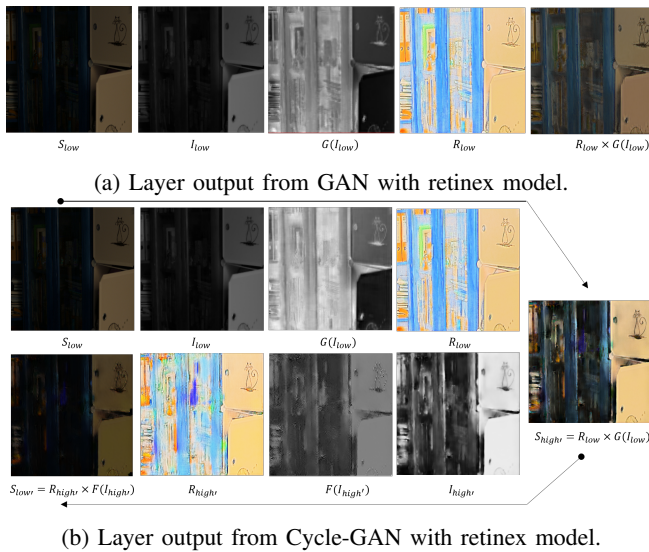 S_low I_low G(I_low) R_low R_low × G(I_low)
(a) Layer output from GAN with retinex model.
S_low I_low G(I_low) R_low
S_high' = R_low × G(I_low)
S_low' = R_high' × F(I_high') R_high' F(I_high') I_high'
(b) Layer output from Cycle-GAN with retinex model.